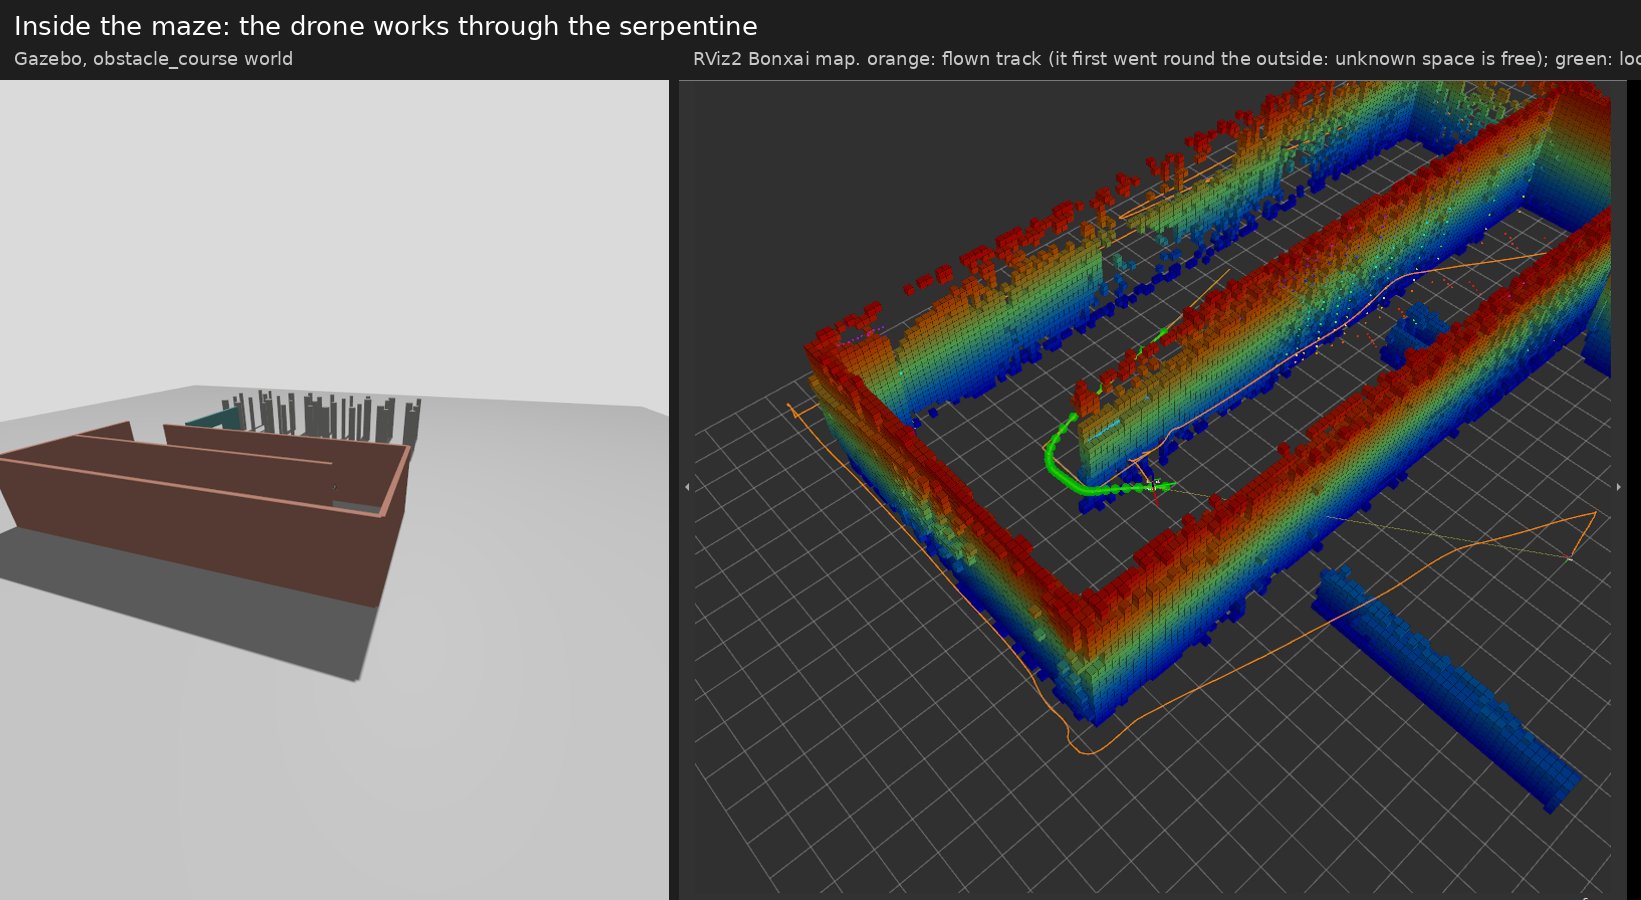 Inside the maze: the drone works through the serpentine
Gazebo, obstacle_course world
RViz2 Bonxai map. orange: flown track (it first went round the outside: unknown space is free); green: loc